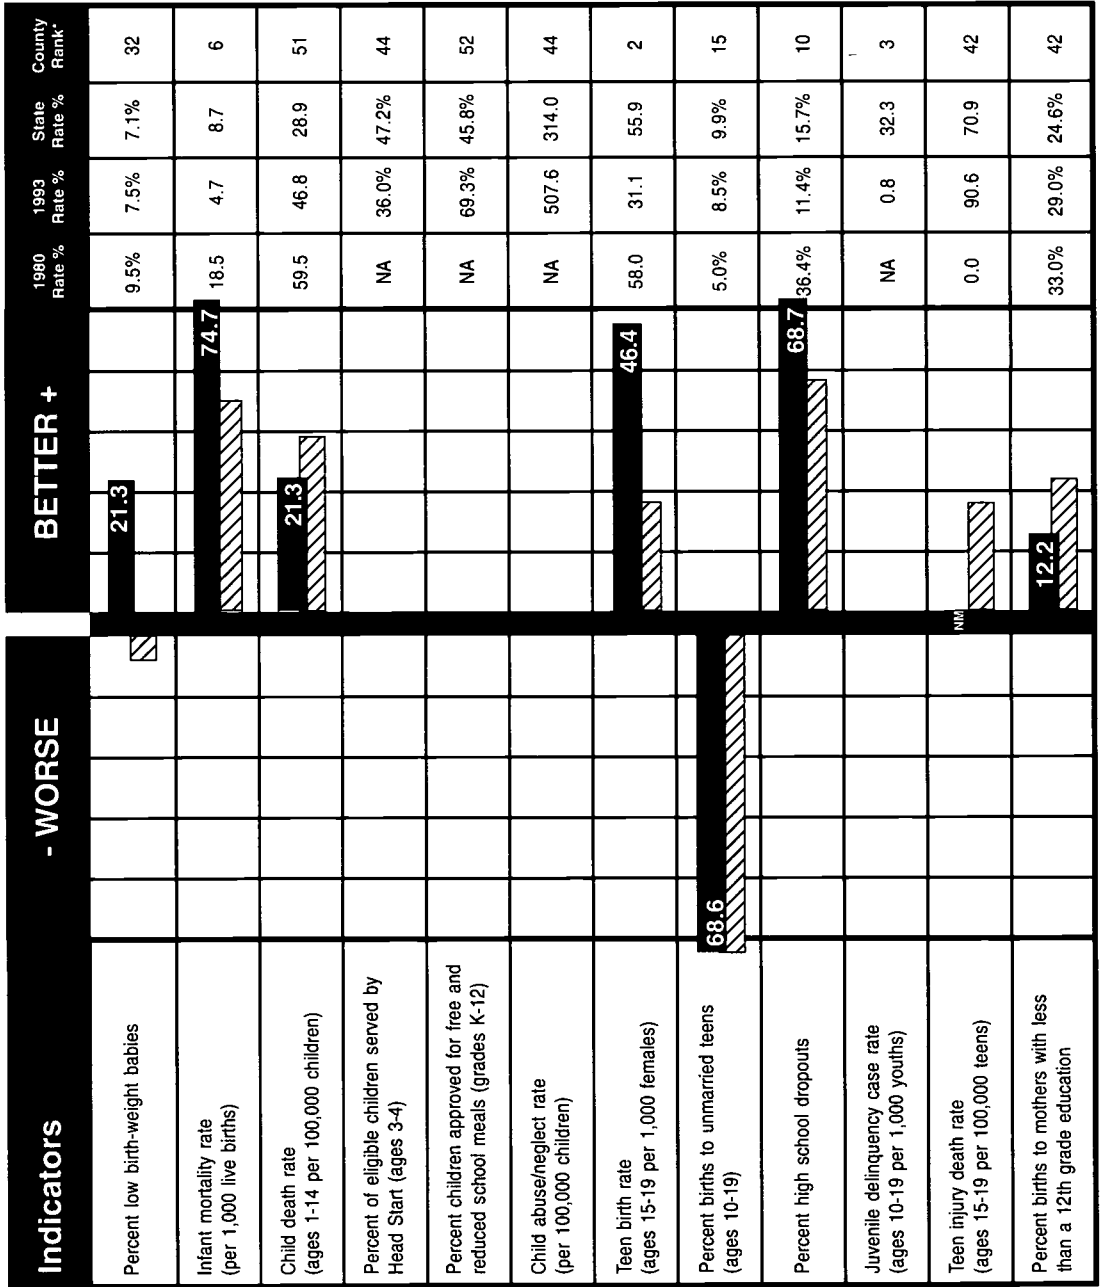 Indicators
- WORSE
BETTER +
1980
Rate %
1993
Rate %
State
Rate %
County
Rank*
Percent low birth-weight babies
21.3
9.5%
7.5%
7.1%
32
Infant mortality rate
(per 1,000 live births)
74.7
18.5
4.7
8.7
6
Child death rate
(ages 1-14 per 100,000 children)
21.3
59.5
46.8
28.9
51
Percent of eligible children served by
Head Start (ages 3-4)
NA
36.0%
47.2%
44
Percent children approved for free and
reduced school meals (grades K-12)
NA
69.3%
45.8%
52
Child abuse/neglect rate
(per 100,000 children)
NA
507.6
314.0
44
Teen birth rate
(ages 15-19 per 1,000 females)
46.4
58.0
31.1
55.9
2
Percent births to unmarried teens
(ages 10-19)
68.6
5.0%
8.5%
9.9%
15
Percent high school dropouts
68.7
36.4%
11.4%
15.7%
10
Juvenile delinquency case rate
(ages 10-19 per 1,000 youths)
NA
0.8
32.3
3
Teen injury death rate
(ages 15-19 per 100,000 teens)
NM
0.0
90.6
70.9
42
Percent births to mothers with less
than a 12th grade education
12.2
33.0%
29.0%
24.6%
42